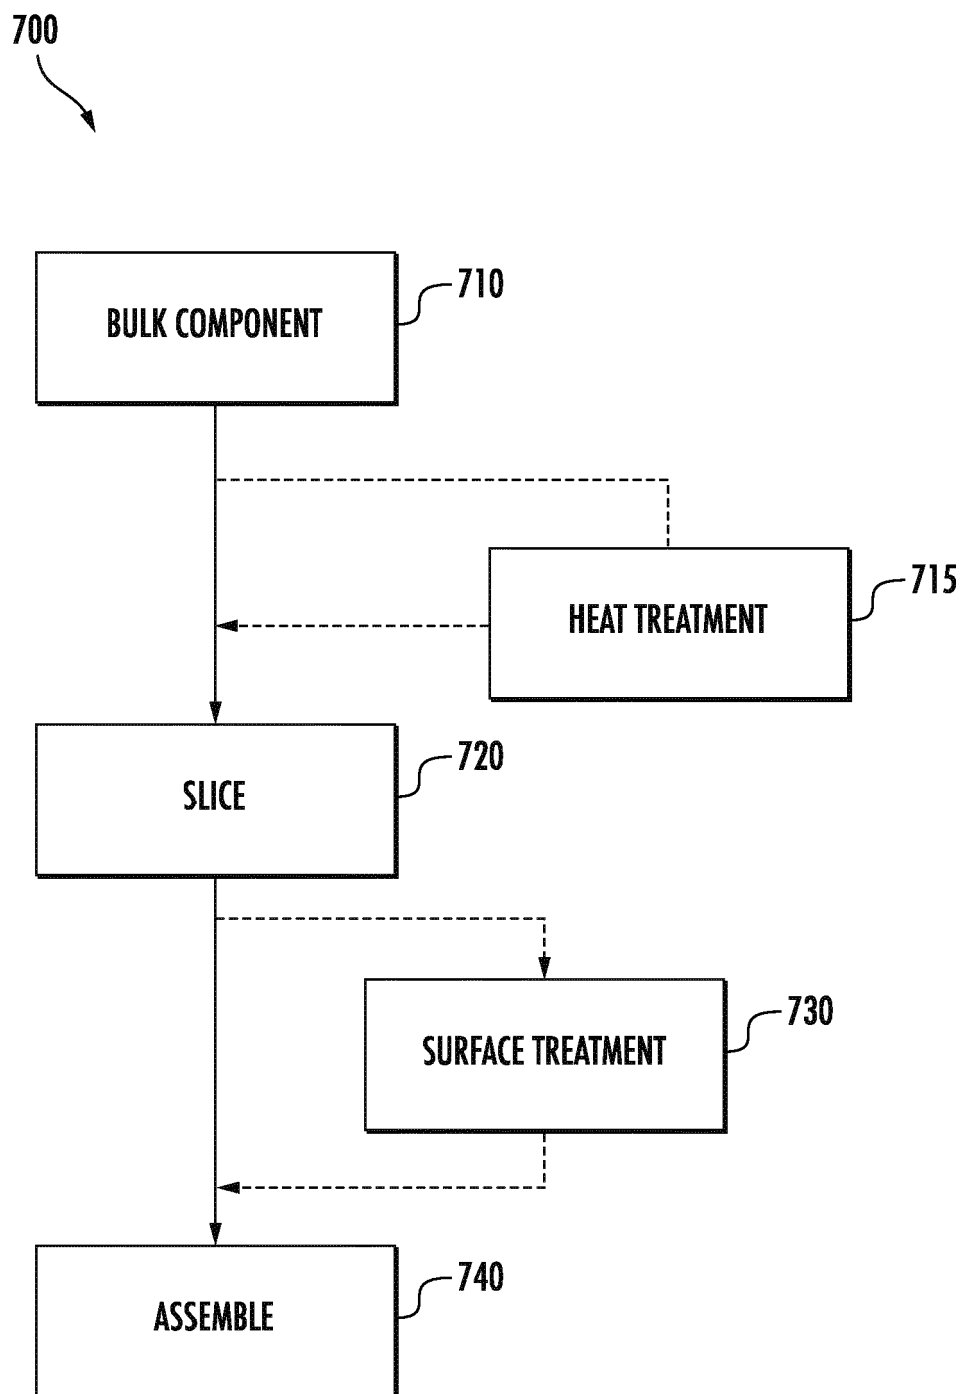 700
BULK COMPONENT
710
HEAT TREATMENT
715
SLICE
720
SURFACE TREATMENT
730
ASSEMBLE
740